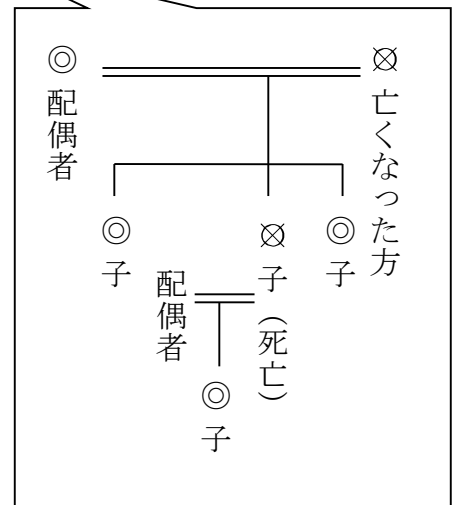 ⊗ 亡くなった方
◎ 配偶者
◎ 子
⊗ 子（死亡）
◎ 子
配偶者
◎ 子